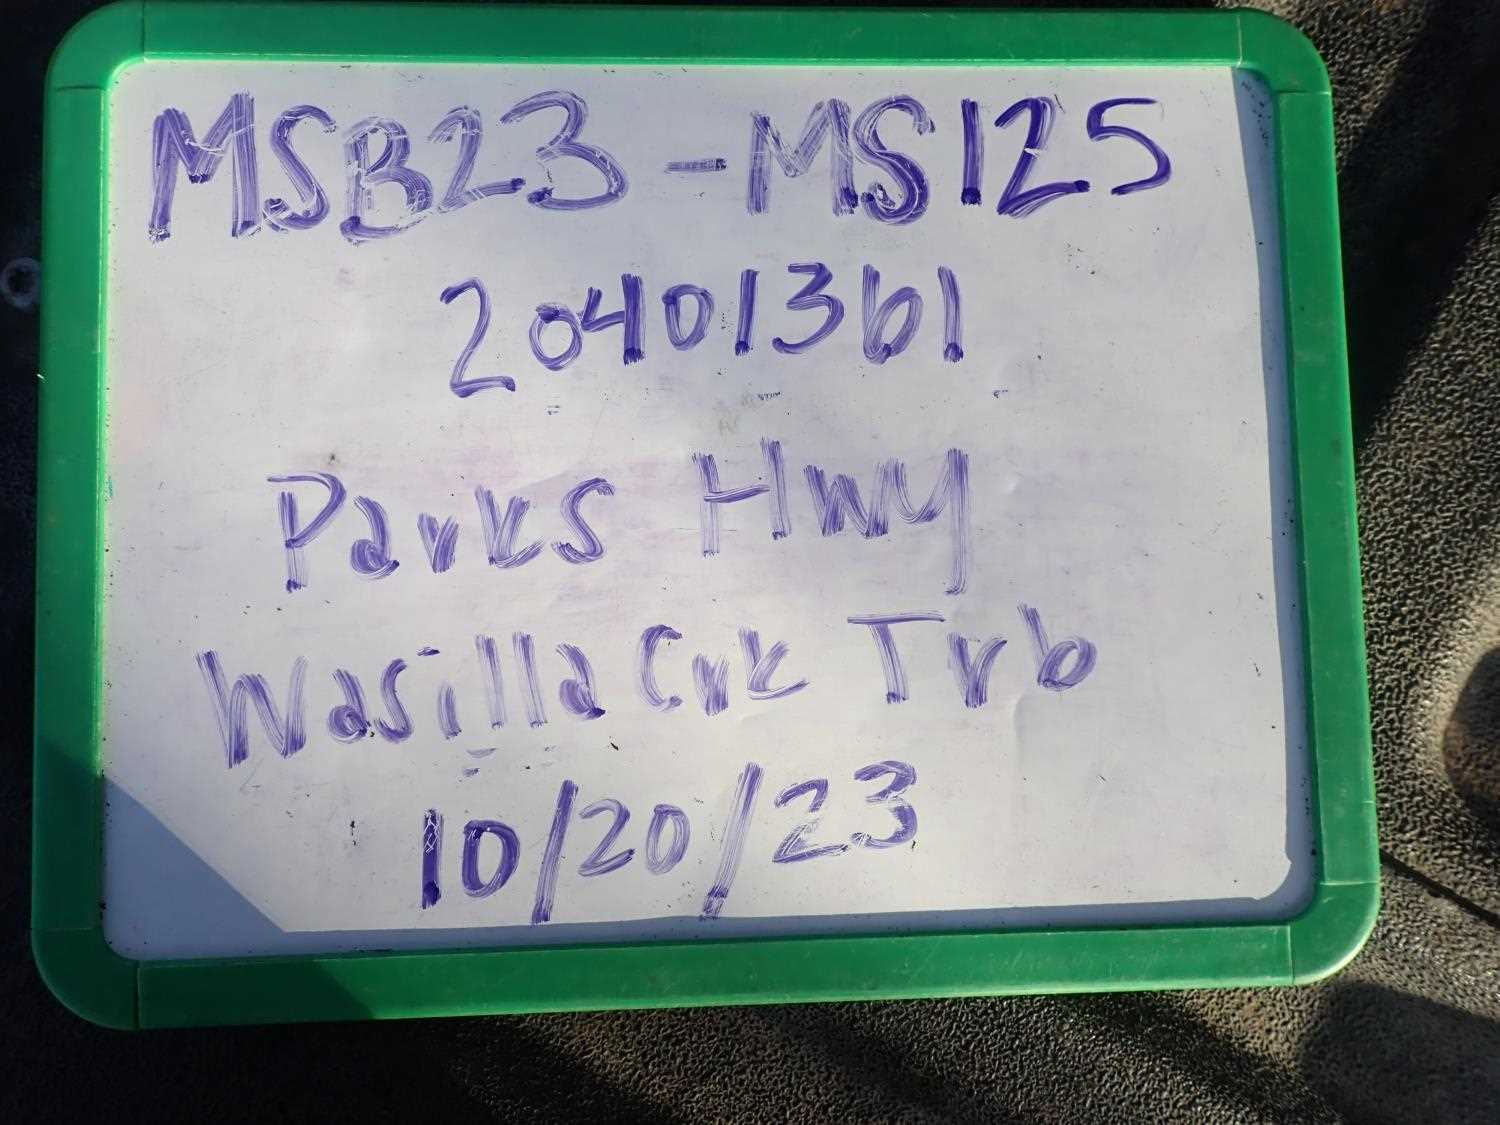 MSB23-MS125
20401361
Parks Hwy
Wasilla Crk Trb
10/20/23